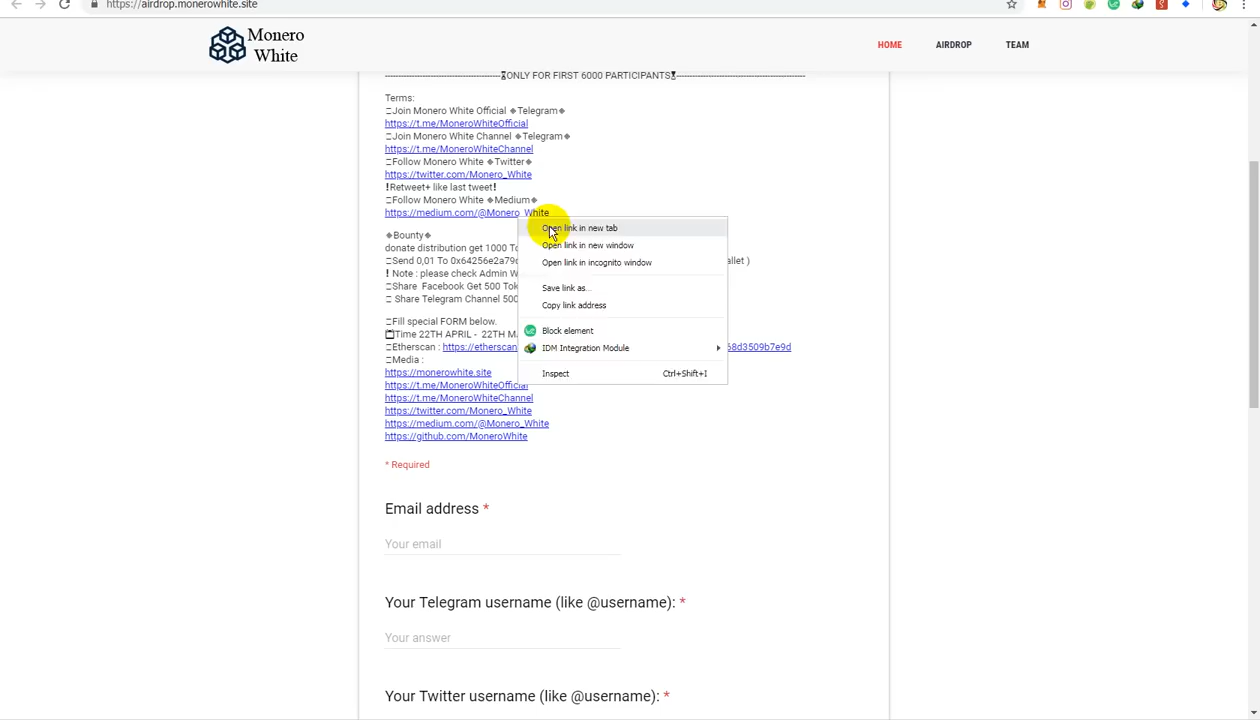 https://airdrop.monerowhite.site
Monero
White
HOME
AIRDROP
TEAM
ONLY FOR FIRST 6000 PARTICIPANTS
Terms:
Join Monero White Official ◆Telegram◆
https://t.me/MoneroWhiteOfficial
Join Monero White Channel ◆Telegram◆
https://t.me/MoneroWhiteChannel
Follow Monero White ◆Twitter◆
https://twitter.com/Monero_White
!Retweet+ like last tweet!
Follow Monero White ◆Medium◆
https://medium.com/@Monero_White
◆Bounty◆
donate distribution get 1000
Send 0,01 To
! Note : please check Admin
Share Facebook Get 500
Share Telegram Channel 500
Open link in new tab
Open link in new window
Open link in incognito window
Save link as...
Copy link address
Block element
IDM Integration Module
Inspect
Ctrl+Shift+I
Fill special FORM below.
Time 22TH APRIL - 22TH
Etherscan : 68d3509b7e9d
Media :
https://monerowhite.site
https://t.me/MoneroWhiteOfficial
https://t.me/MoneroWhiteChannel
https://twitter.com/Monero_White
https://medium.com/@Monero_White
https://github.com/MoneroWhite
* Required
Email address *
Your email
Your Telegram username (like @username): *
Your answer
Your Twitter username (like @username): *